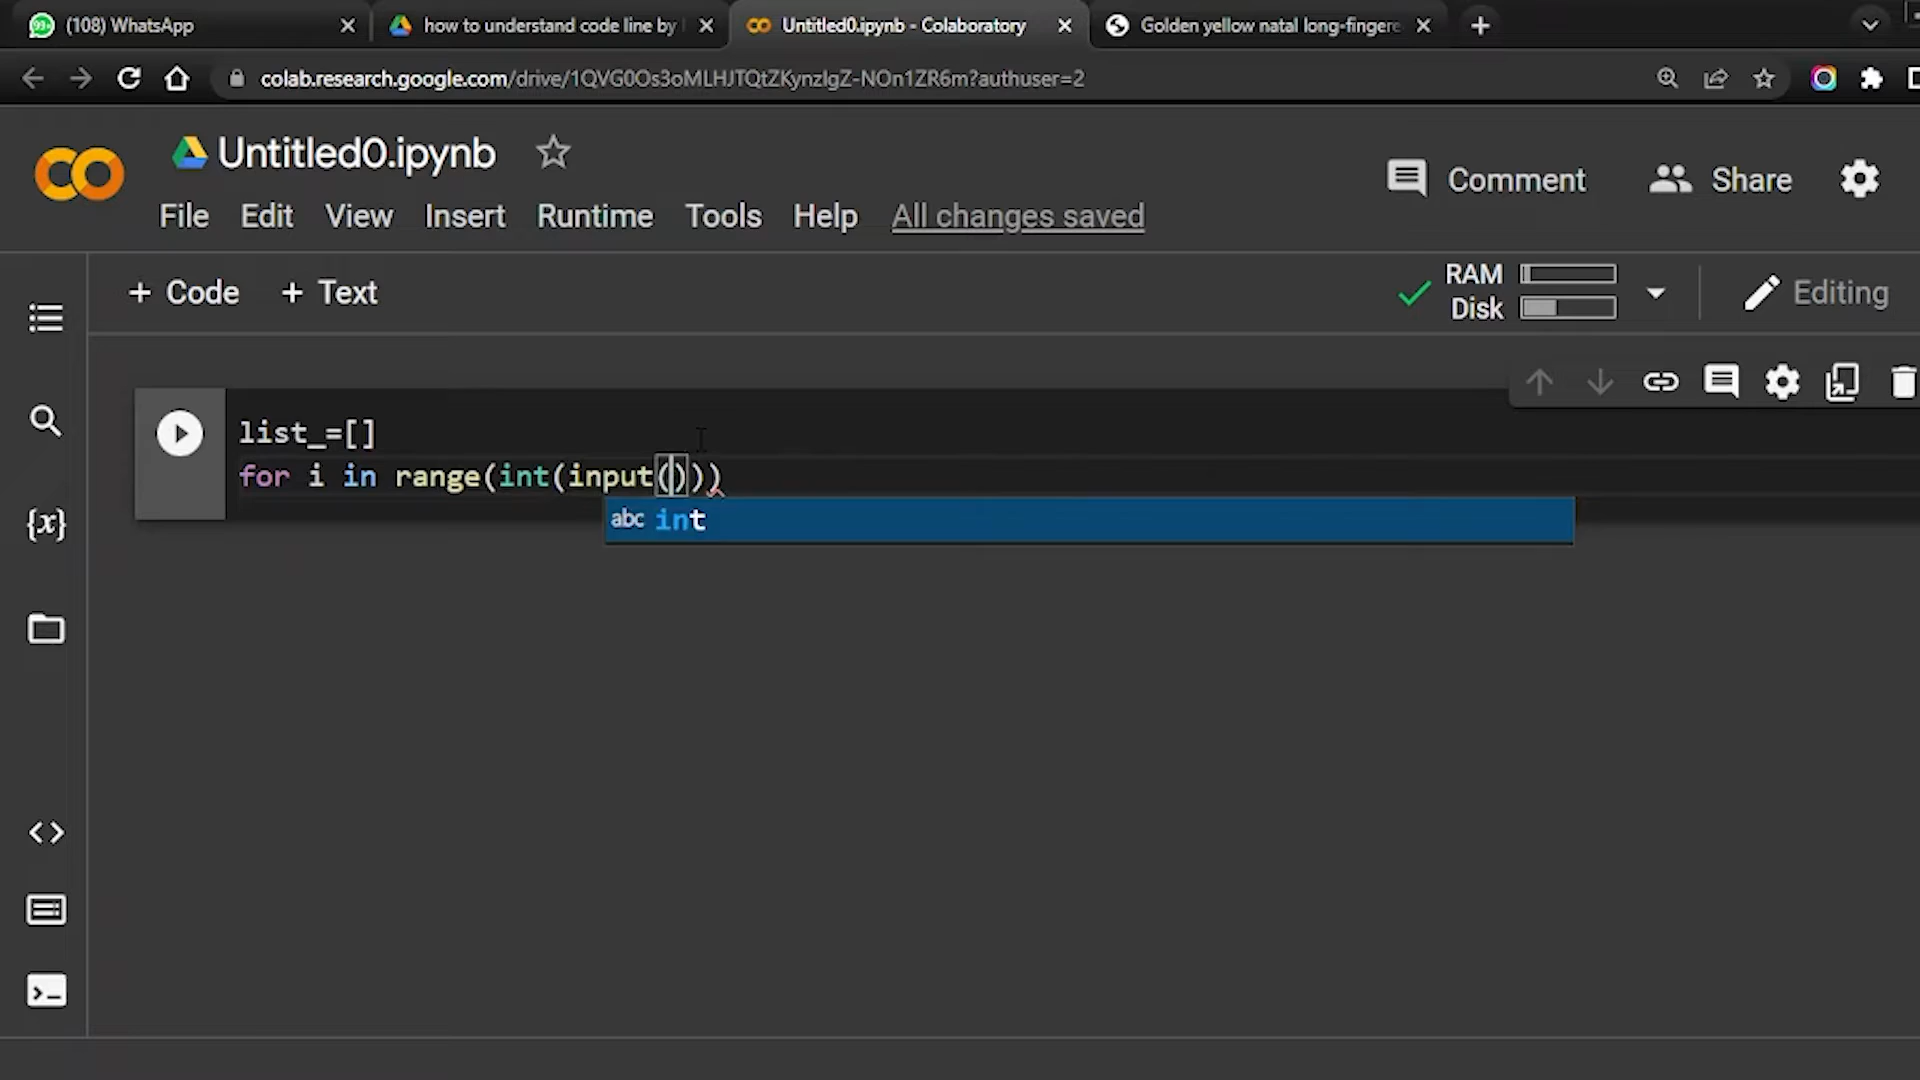 (108) WhatsApp
how to understand code line by
Untitled0.ipynb - Colaboratory
Golden yellow natal long-fingere
colab.research.google.com/drive/1QVG0Os3oMLHJTQtZKynzIgZ-NOn1ZR6m?authuser=2
Untitled0.ipynb
Comment
Share
File Edit View Insert Runtime Tools Help All changes saved
+ Code + Text
RAM
Disk
Editing
list_=[]
for i in range(int(input()))
abc int
{x}